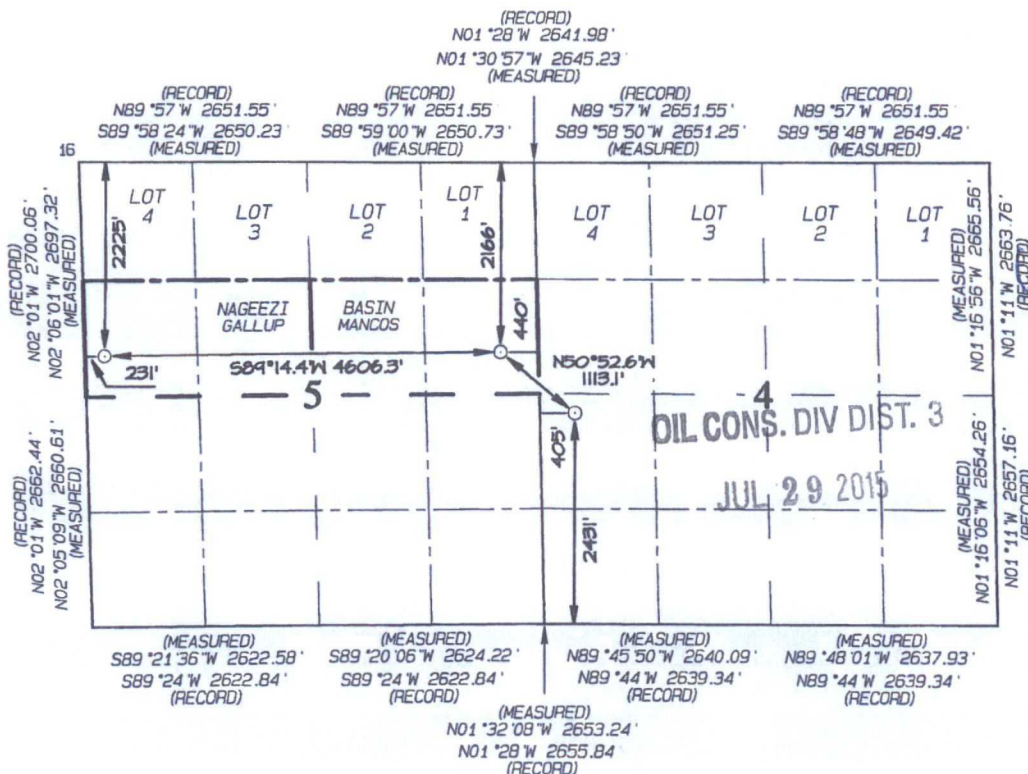 (RECORD)
N01°28'W 2641.98'
N01°30'57"W 2645.23'
(MEASURED)
(RECORD)
N89°57'W 2651.55'
S89°58'24"W 2650.23'
(MEASURED)
(RECORD)
N89°57'W 2651.55
S89°59'00"W 2650.73'
(MEASURED)
(RECORD)
N89°57'W 2651.55'
S89°58'50"W 2651.25'
(MEASURED)
(RECORD)
N89°57'W 2651.55
S89°58'48"W 2649.42'
(MEASURED)
16
LOT
4
LOT
3
LOT
2
LOT
1
LOT
4
LOT
3
LOT
2
LOT
1
(RECORD)
N02°01'W 2700.06'
N02°06'01"W 2697.32'
(MEASURED)
2225'
2166'
(MEASURED)
N01°16'56"W 2665.56'
N01°11'W 2663.76'
(RECORD)
NAGEEZI
GALLUP
BASIN
MANCOS
440'
S89°14.4'W 4606.3'
231'
N50°52.6'W
1113.1'
5
4
OIL CONS. DIV DIST. 3
JUL 29 2015
405'
2431'
(RECORD)
N02°01'W 2662.44'
N02°05'09"W 2660.61'
(MEASURED)
(MEASURED)
N01°16'06"W 2654.26'
N01°11'W 2657.16'
(RECORD)
(MEASURED)
S89°21'36"W 2622.58'
S89°24'W 2622.84'
(RECORD)
(MEASURED)
S89°20'06"W 2624.22'
S89°24'W 2622.84'
(RECORD)
(MEASURED)
N89°45'50"W 2640.09'
N89°44'W 2639.34'
(RECORD)
(MEASURED)
N89°48'01"W 2637.93'
N89°44'W 2639.34'
(RECORD)
(MEASURED)
N01°32'08"W 2653.24'
N01°28'W 2655.84'
(RECORD)